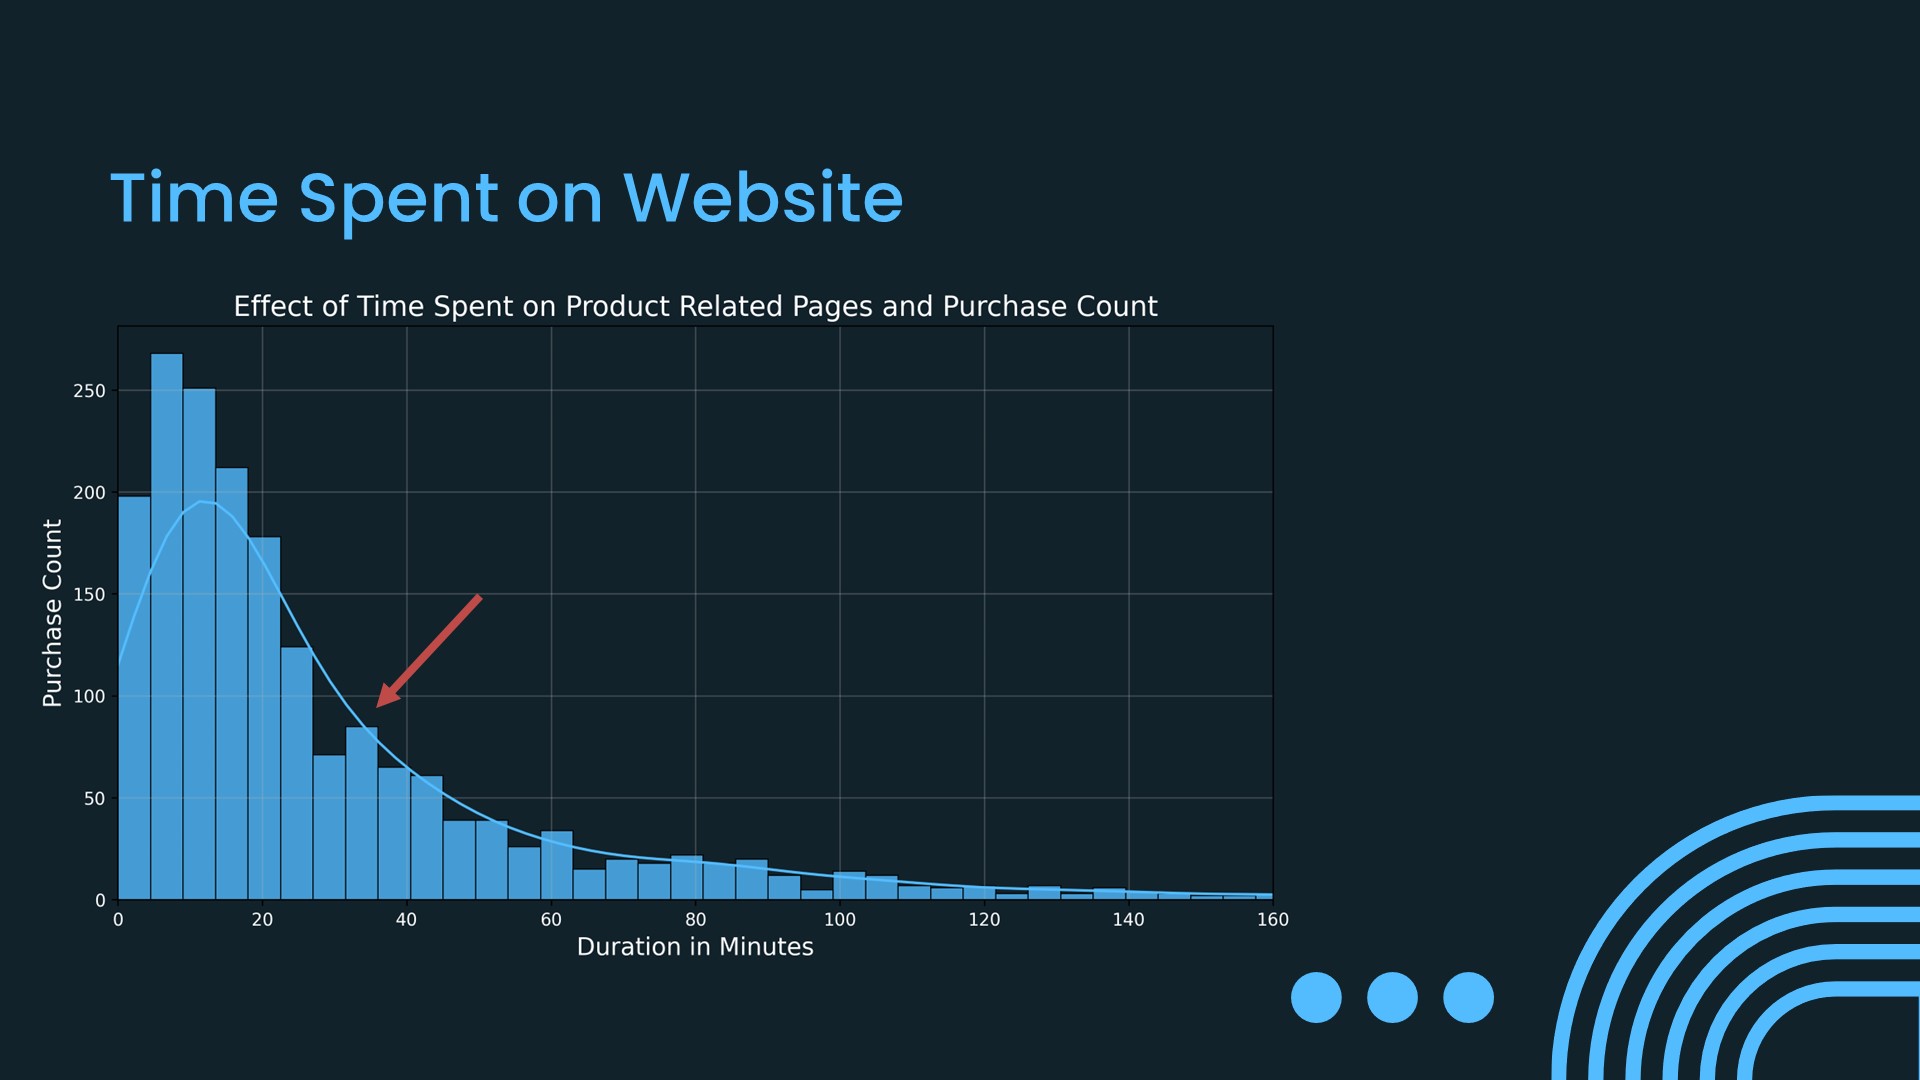 Time Spent on Website
Effect of Time Spent on Product Related Pages and Purchase Count
Purchase Count
250
200
150
100
50
0
0 20 40 60 80 100 120 140 160
Duration in Minutes